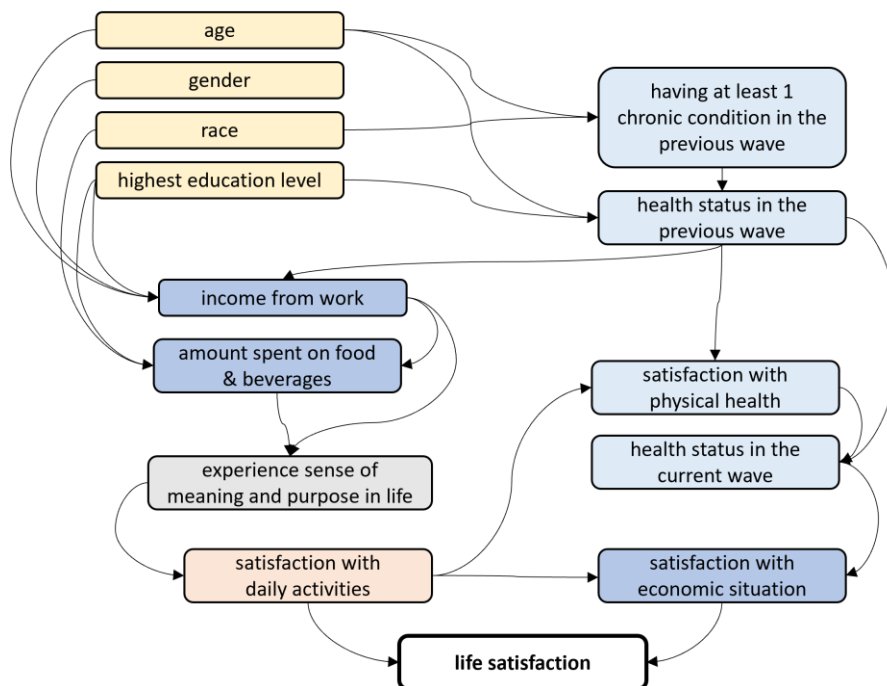 age
gender
race
highest education level
having at least 1
chronic condition in the
previous wave
health status in the
previous wave
income from work
amount spent on food
& beverages
satisfaction with
physical health
health status in the
current wave
experience sense of
meaning and purpose in life
satisfaction with
daily activities
satisfaction with
economic situation
life satisfaction